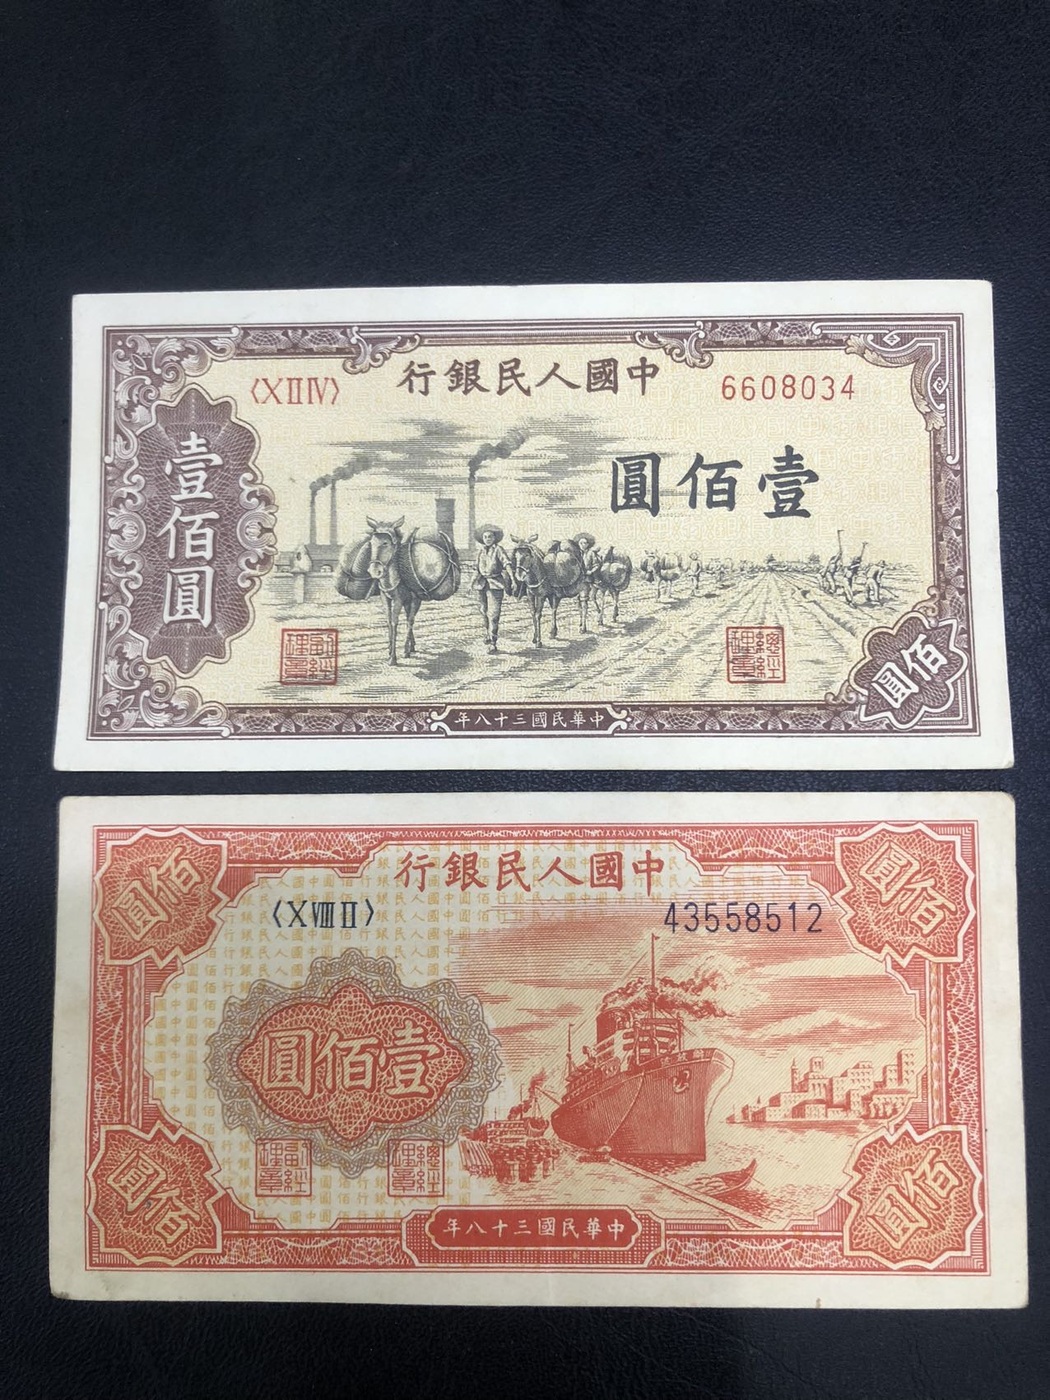 中國人民銀行
〈XIIIV〉
6608034
壹佰圓
壹佰圓
佰圓
中華民國三十八年
中國人民銀行
〈XVIIIII〉
43558512
佰圓
佰圓
壹佰圓
佰圓
佰圓
中華民國三十八年